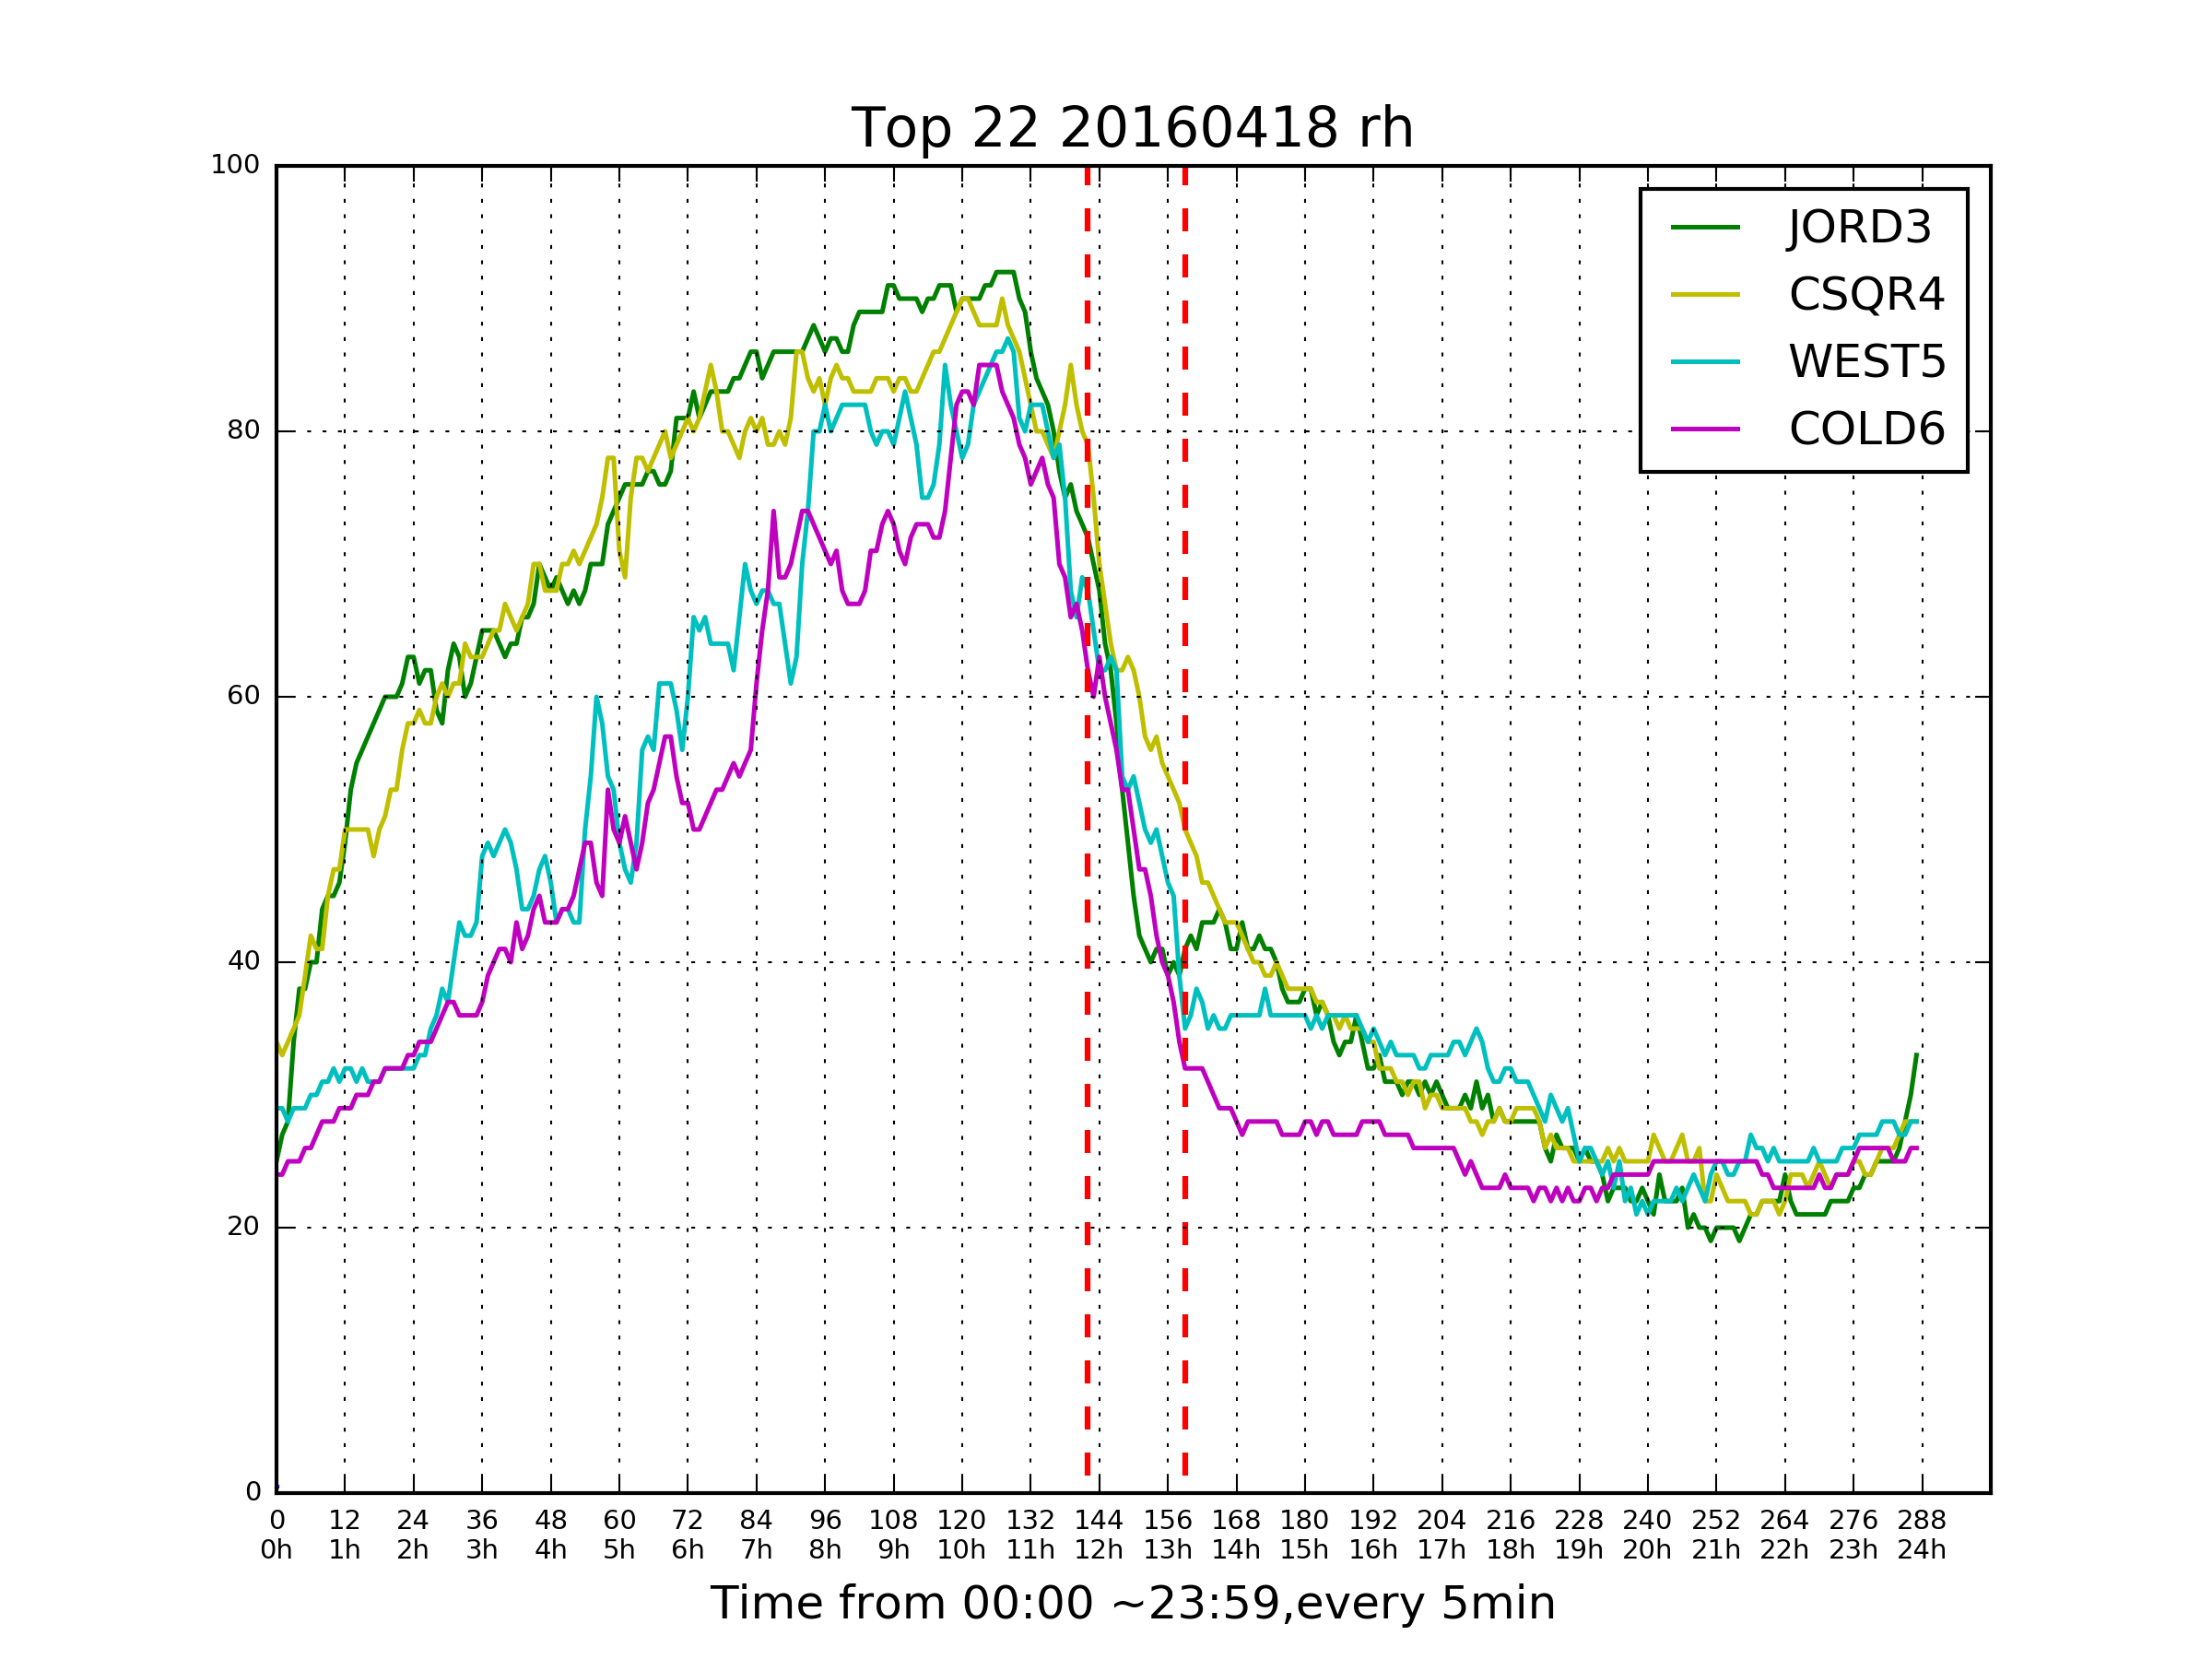 Top 22 20160418 rh
100
80
60
40
20
0
JORD3
CSQR4
WEST5
COLD6
0 12 24 36 48 60 72 84 96 108 120 132 144 156 168 180 192 204 216 228 240 252 264 276 288
0h 1h 2h 3h 4h 5h 6h 7h 8h 9h 10h 11h 12h 13h 14h 15h 16h 17h 18h 19h 20h 21h 22h 23h 24h
Time from 00:00 ~23:59,every 5min